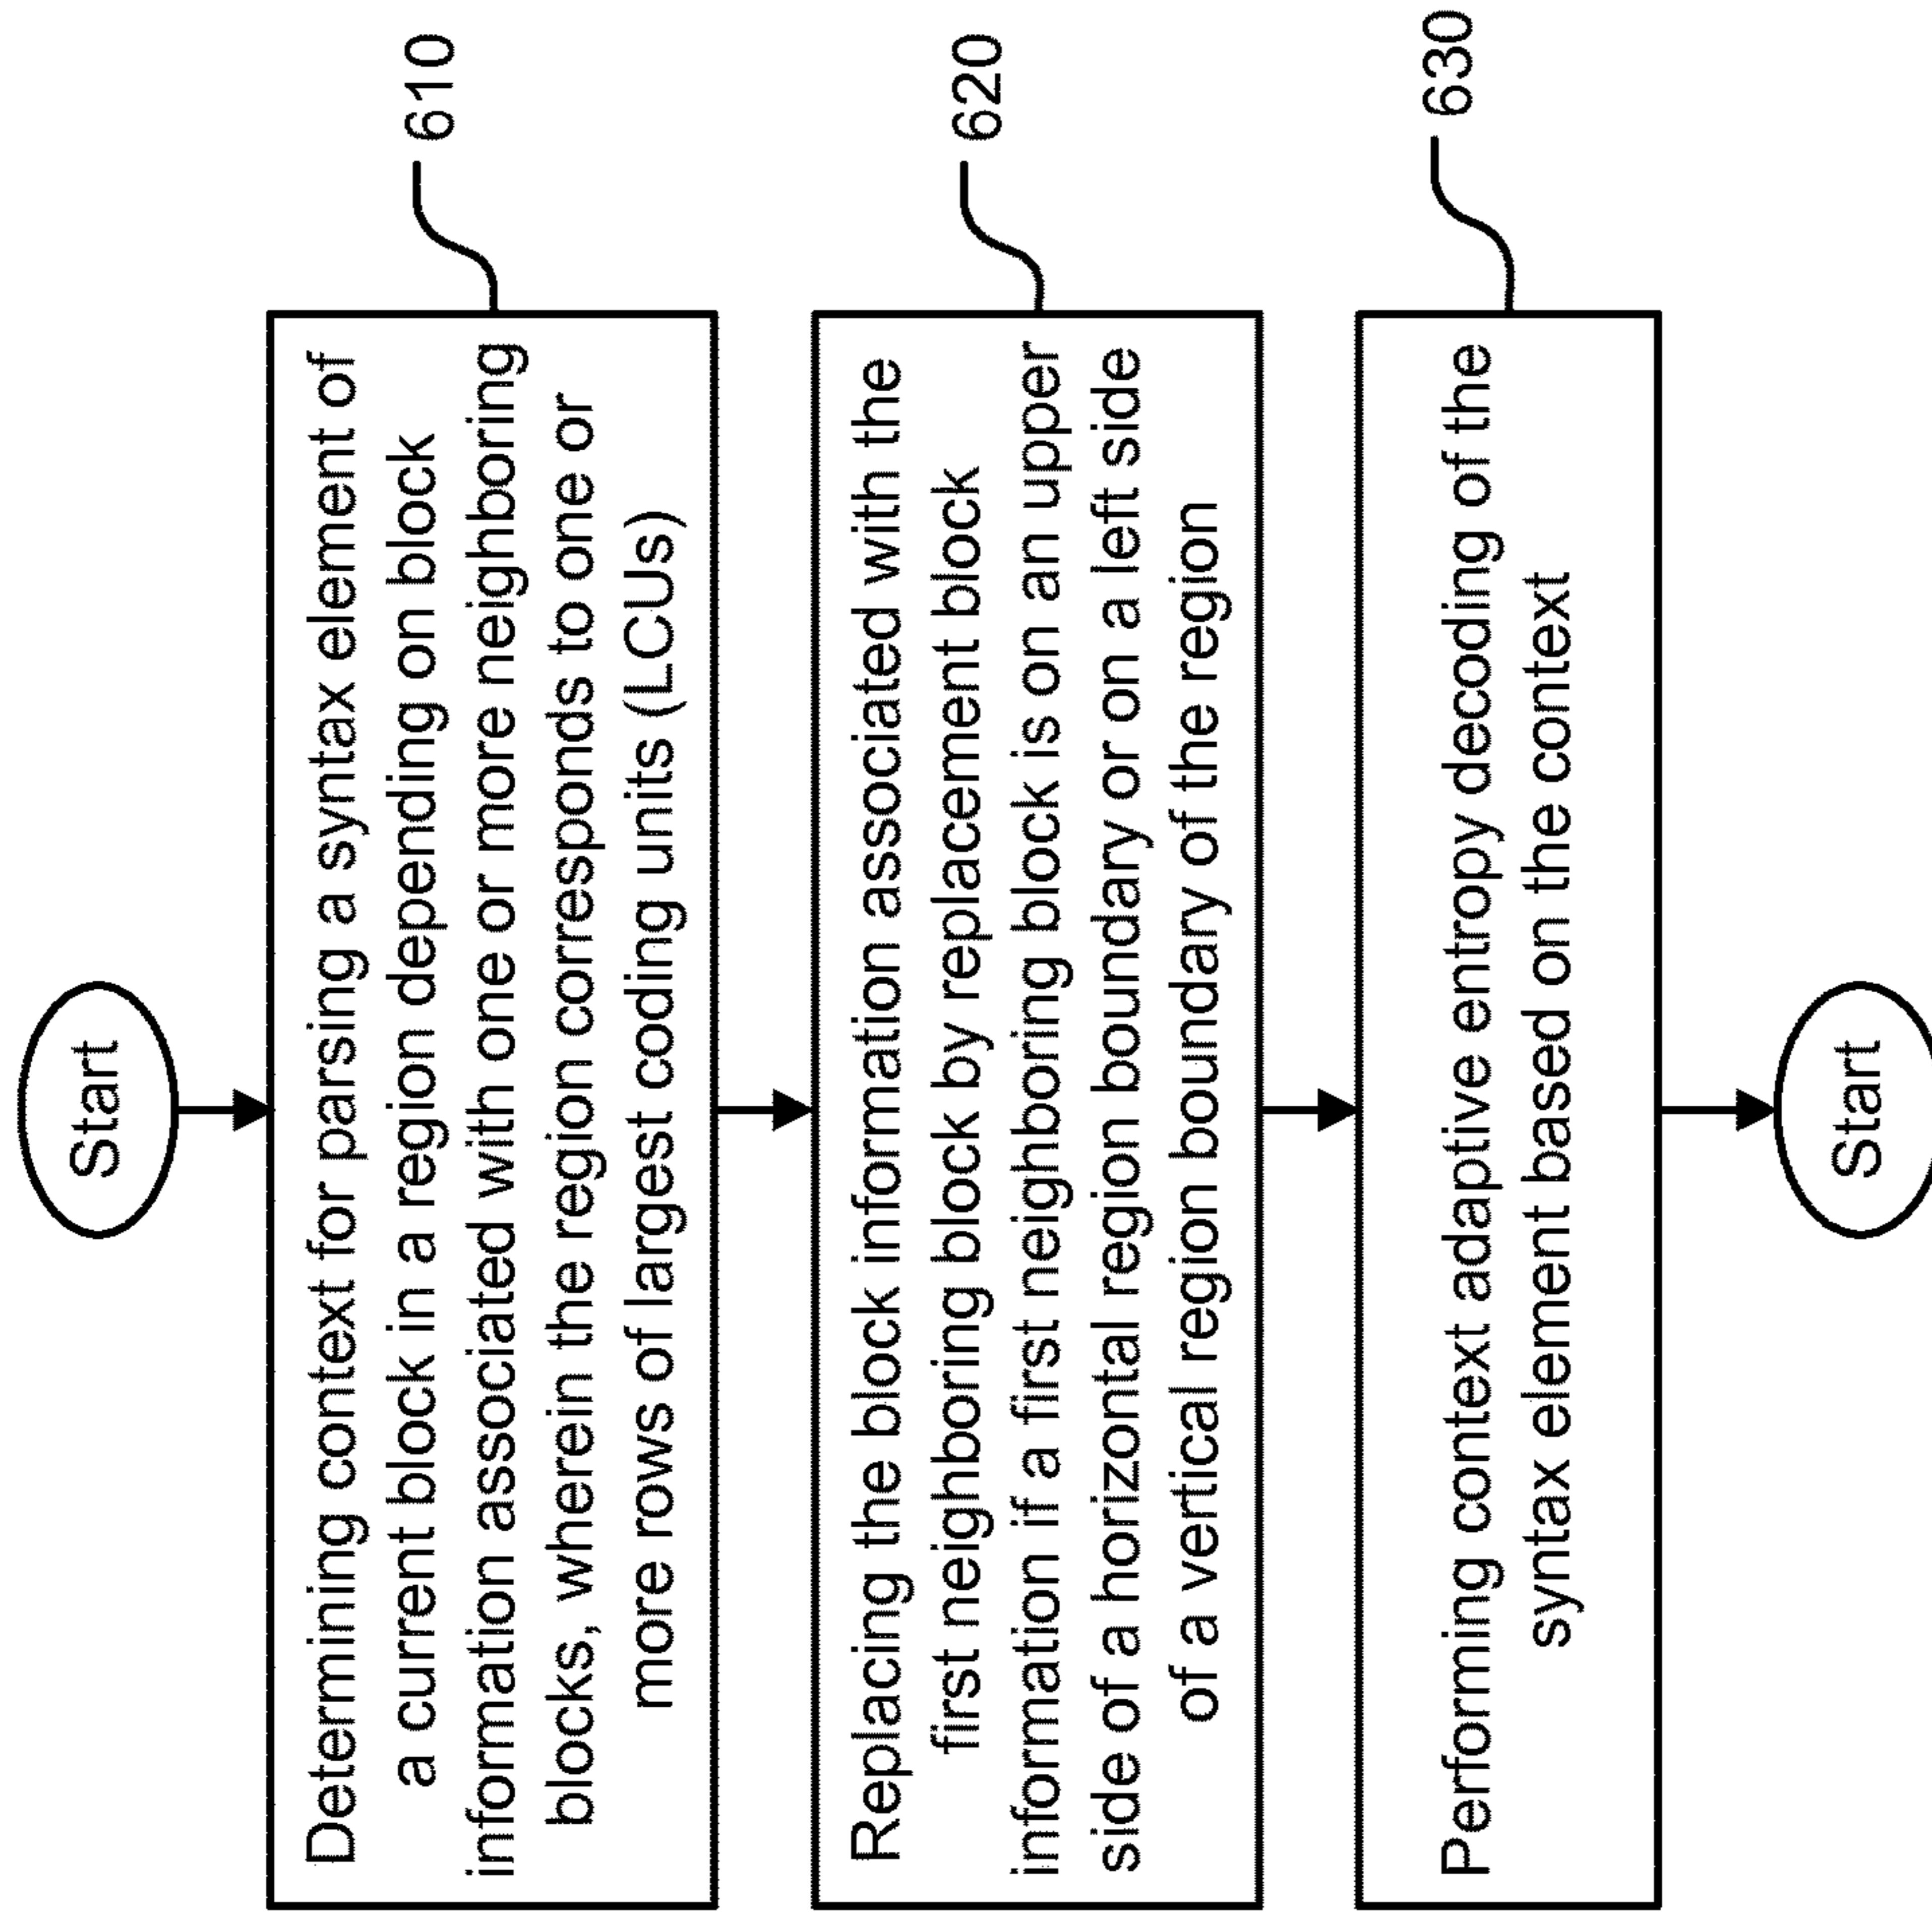 Start
Determining context for parsing a syntax element of
a current block in a region depending on block
information associated with one or more neighboring
blocks, wherein the region corresponds to one or
more rows of largest coding units (LCUs)
610
Replacing the block information associated with the
first neighboring block by replacement block
information if a first neighboring block is on an upper
side of a horizontal region boundary or on a left side
of a vertical region boundary of the region
620
Performing context adaptive entropy decoding of the
syntax element based on the context
630
Start